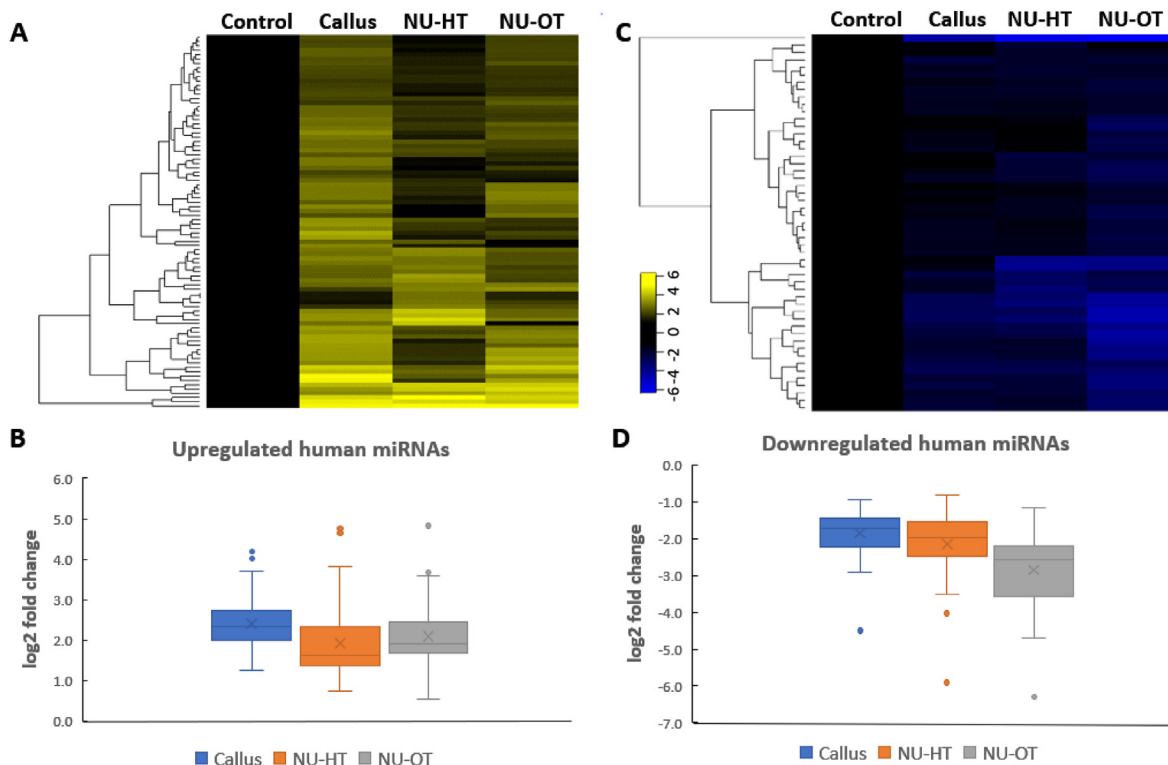 A
Control Callus NU-HT NU-OT
C
Control Callus NU-HT NU-OT
6
4
2
0
-2
-4
-6
B
Upregulated human miRNAs
log2 fold change
6.0
5.0
4.0
3.0
2.0
1.0
0.0
Callus NU-HT NU-OT
D
Downregulated human miRNAs
log2 fold change
0.0
-1.0
-2.0
-3.0
-4.0
-5.0
-6.0
-7.0
Callus NU-HT NU-OT